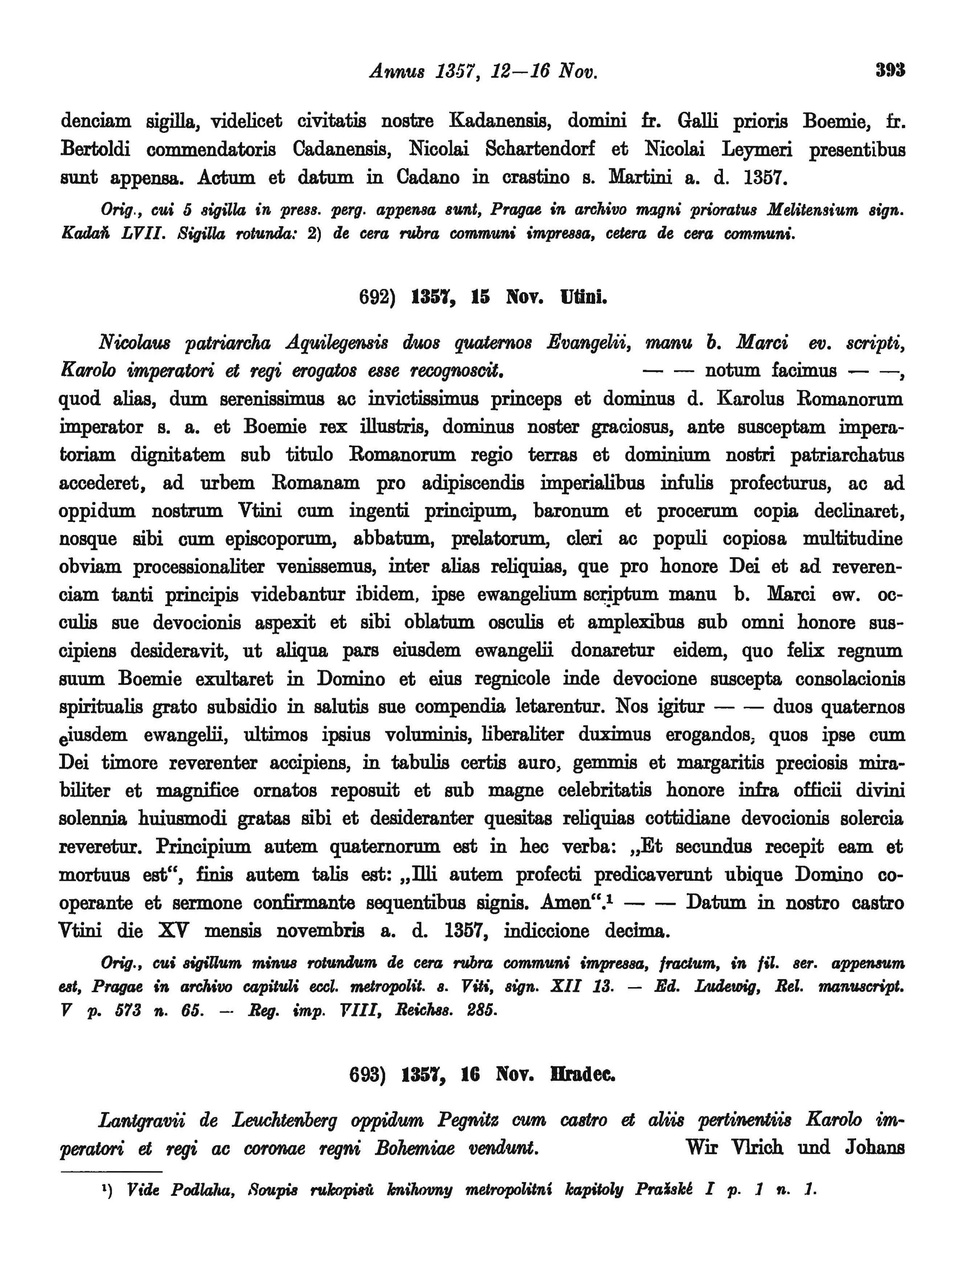 Annus 1357, 12—16 Nov. 393
denciam sigilla, videlicet civitatis nostre Kadanensis, domini fr. Galli prioris Boemie, fr.
Bertoldi commendatoris Cadanensis, Nicolai Schartendorf et Nicolai Leymeri presentibus
sunt appensa. Actum et datum in Cadano in crastino s. Martini a. d. 1357.
Orig., cui 5 sigilla in press. perg. appensa sunt, Pragae in archivo magni prioratus Melitensium sign.
Kadaň LVII. Sigilla rotunda: 2) de cera rubra communi impressa, cetera de cera communi.
692) 1357, 15 Nov. Utini.
Nicolaus patriarcha Aquilegensis duos quaternos Evangelii, manu b. Marci ev. scripti,
Karolo imperatori et regi erogatos esse recognoscit. — — notum facimus — —,
quod alias, dum serenissimus ac invictissimus princeps et dominus d. Karolus Romanorum
imperator s. a. et Boemie rex illustris, dominus noster graciosus, ante susceptam impera-
toriam dignitatem sub titulo Romanorum regio terras et dominium nostri patriarchatus
accederet, ad urbem Romanam pro adipiscendis imperialibus infulis profecturus, ac ad
oppidum nostrum Vtini cum ingenti principum, baronum et procerum copia declinaret,
nosque sibi cum episcoporum, abbatum, prelatorum, cleri ac populi copiosa multitudine
obviam processionaliter venissemus, inter alias reliquias, que pro honore Dei et ad reveren-
ciam tanti principis videbantur ibidem, ipse ewangelium scriptum manu b. Marci ew. oc-
culis sue devocionis aspexit et sibi oblatum osculis et amplexibus sub omni honore sus-
cipiens desideravit, ut aliqua pars eiusdem ewangelii donaretur eidem, quo felix regnum
suum Boemie exultaret in Domino et eius regnicole inde devocione suscepta consolacionis
spiritualis grato subsidio in salutis sue compendia letarentur. Nos igitur — — duos quaternos
eiusdem ewangelii, ultimos ipsius voluminis, liberaliter duximus erogandos, quos ipse cum
Dei timore reverenter accipiens, in tabulis certis auro, gemmis et margaritis preciosis mira-
biliter et magnifice ornatos reposuit et sub magne celebritatis honore infra officii divini
solennia huiusmodi gratas sibi et desideranter quesitas reliquias cottidiane devocionis solercia
reveretur. Principium autem quaternorum est in hec verba: „Et secundus recepit eam et
mortuus est“, finis autem talis est: „Illi autem profecti predicaverunt ubique Domino co-
operante et sermone confirmante sequentibus signis. Amen“.¹ — — Datum in nostro castro
Vtini die XV mensis novembris a. d. 1357, indiccione decima.
Orig., cui sigillum minus rotundum de cera rubra communi impressa, fractum, in fil. ser. appensum
est, Pragae in archivo capituli eccl. metropolit. s. Viti, sign. XII 13. — Ed. Ludewig, Rel. manuscript.
V p. 573 n. 65. — Reg. imp. VIII, Reichss. 285.
693) 1357, 16 Nov. Hradec.
Lantgravii de Leuchtenberg oppidum Pegnitz cum castro et aliis pertinentiis Karolo im-
peratori et regi ac coronae regni Bohemiae vendunt. Wir Vlrich und Johans
¹) Vide Podlaha, Soupis rukopisů knihovny metropolitní kapitoly Pražské I p. 1 n. 1.